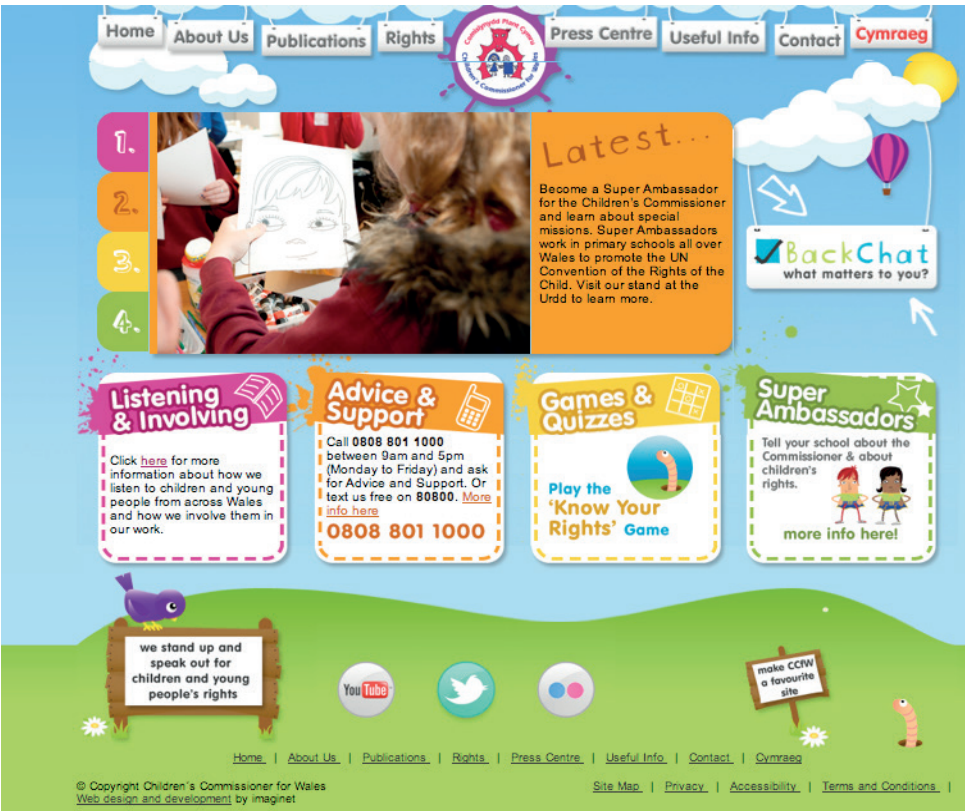 Home
About Us
Publications
Rights
Comisiynydd Plant Cymru
Children's Commissioner for Wales
Press Centre
Useful Info
Contact
Cymraeg
1.
2.
3.
4.
Latest...
Become a Super Ambassador
for the Children's Commissioner
and learn about special
missions. Super Ambassadors
work in primary schools all over
Wales to promote the UN
Convention of the Rights of the
Child. Visit our stand at the
Urdd to learn more.
BackChat
what matters to you?
Listening
& Involving
Click here for more
information about how we
listen to children and young
people from across Wales
and how we involve them in
our work.
Advice &
Support
Call 0808 801 1000
between 9am and 5pm
(Monday to Friday) and ask
for Advice and Support. Or
text us free on 80800. More
info here
0808 801 1000
Games &
Quizzes
Play the
'Know Your
Rights' Game
Super
Ambassadors
Tell your school about the
Commissioner & about
children's
rights.
more info here!
we stand up and
speak out for
children and young
people's rights
You Tube
make CCfW
a favourite
site
Home | About Us | Publications | Rights | Press Centre | Useful Info | Contact | Cymraeg
© Copyright Children´s Commissioner for Wales
Web design and development by imaginet
Site Map | Privacy | Accessibility | Terms and Conditions |